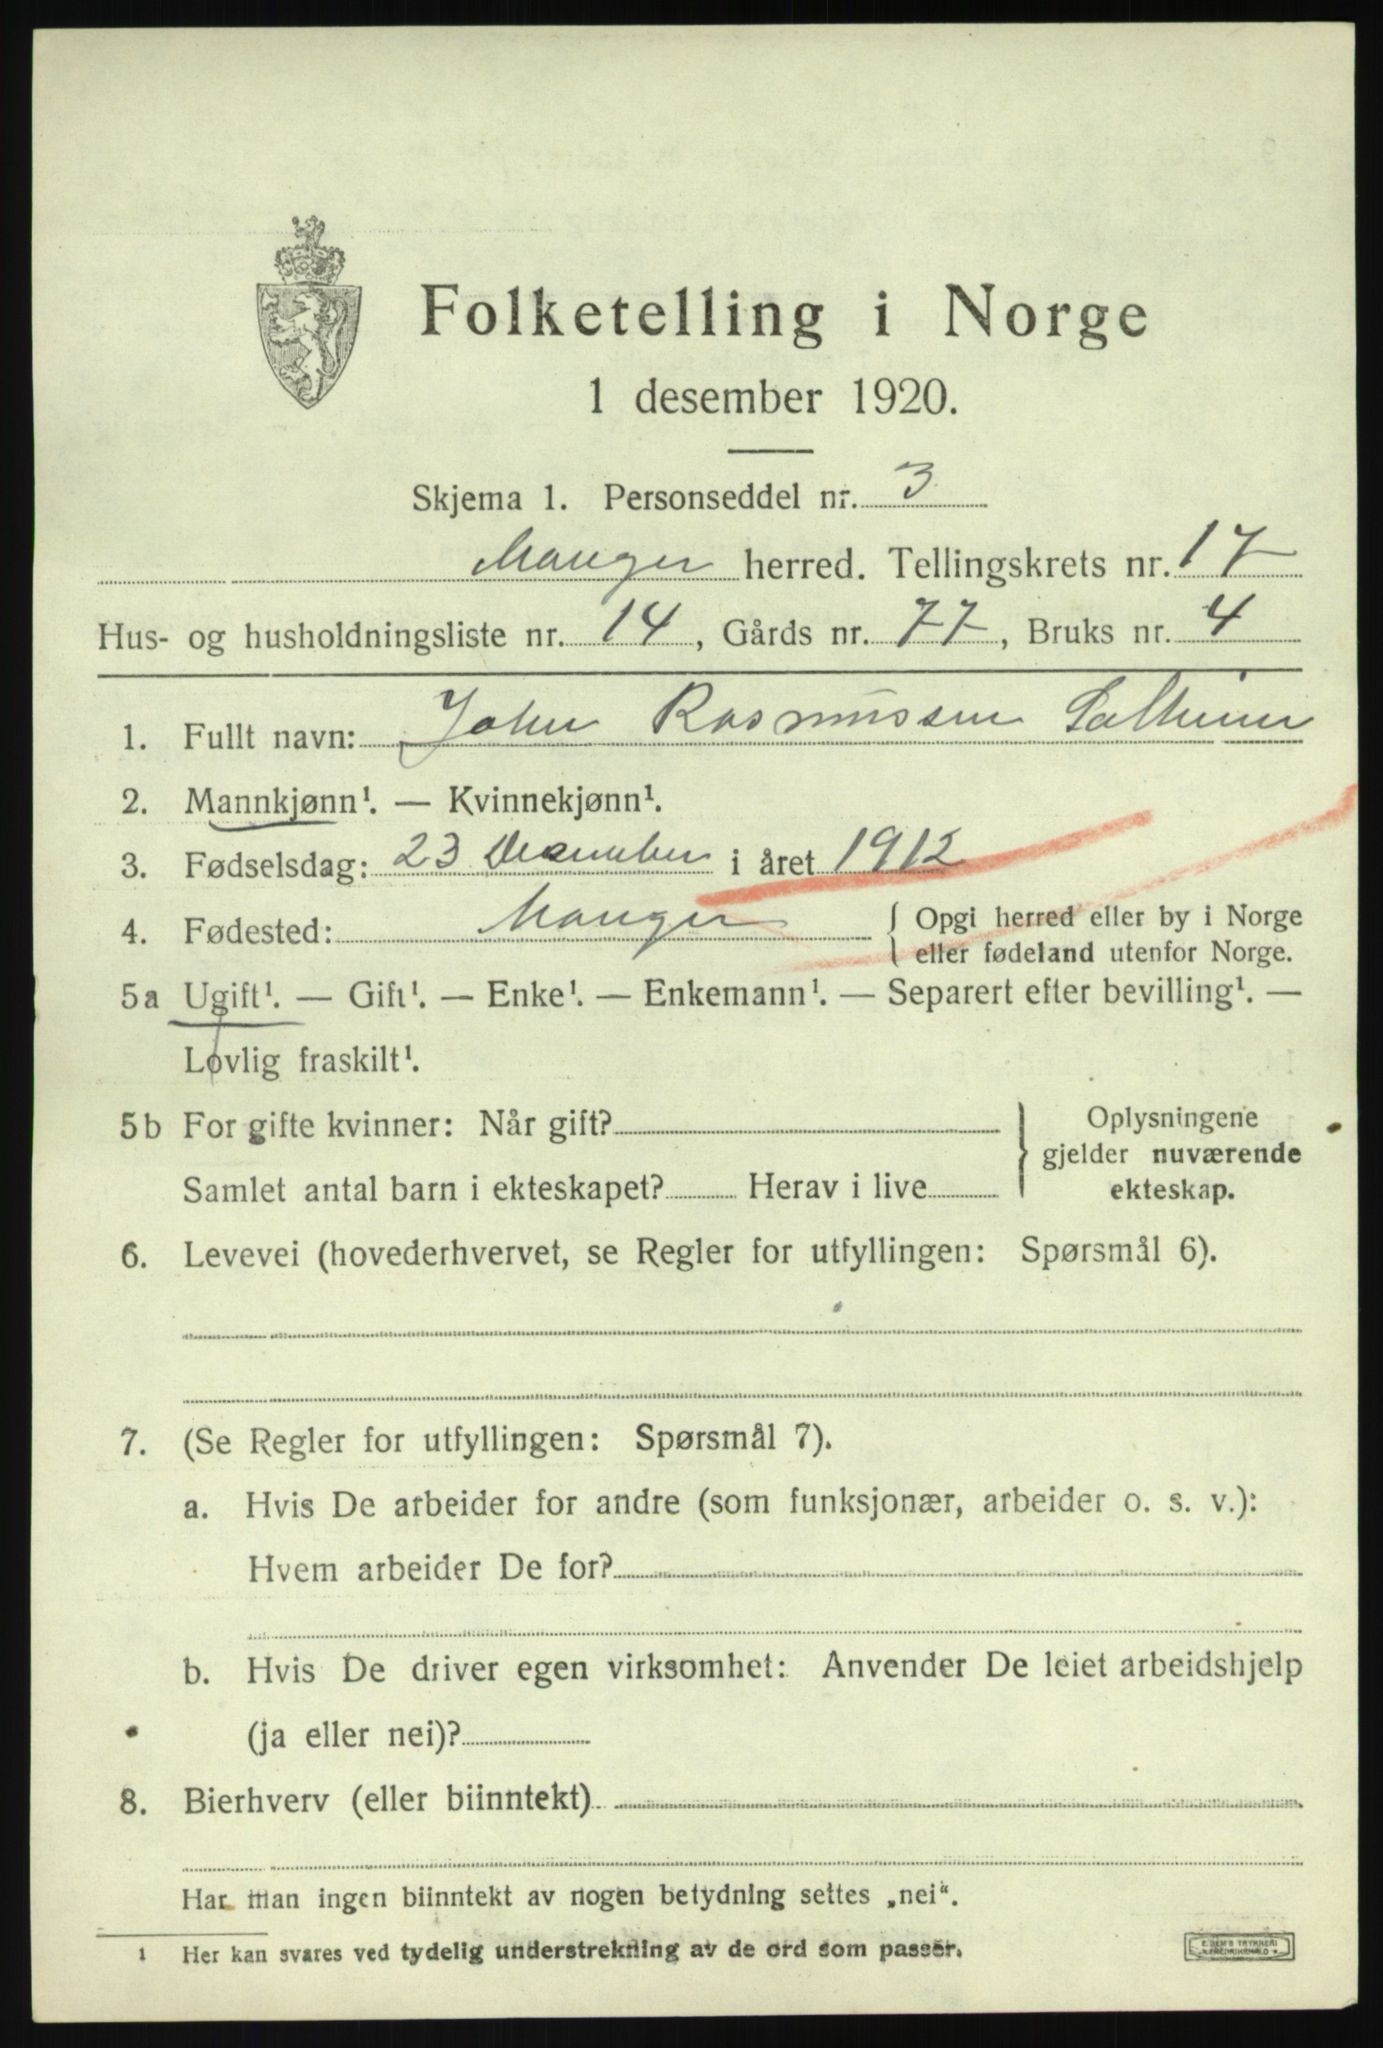 Folketelling i Norge
1 desember 1920.
Skjema 1. Personseddel nr. 3
Manger herred. Tellingskrets nr. 17
Hus- og husholdningsliste nr. 14, Gårds nr. 77, Bruks nr. 4
1. Fullt navn: John Rasmussen Sætheim
2. Mannkjønn¹. — Kvinnekjønn¹.
3. Fødselsdag: 23 Desember i året 1912
4. Fødested: Manger { Opgi herred eller by i Norge
eller fødeland utenfor Norge.
5a Ugift¹. — Gift¹. — Enke¹. — Enkemann¹. — Separert efter bevilling¹. —
Lovlig fraskilt¹.
5b For gifte kvinner: Når gift?
Samlet antal barn i ekteskapet? Herav i live
} Oplysningene
gjelder nuværende
ekteskap.
6. Levevei (hovederhvervet, se Regler for utfyllingen: Spørsmål 6).
7. (Se Regler for utfyllingen: Spørsmål 7).
a. Hvis De arbeider for andre (som funksjonær, arbeider o. s. v.):
Hvem arbeider De for?
b. Hvis De driver egen virksomhet: Anvender De leiet arbeidshjelp
(ja eller nei)?
8. Bierhverv (eller biinntekt)
Har man ingen biinntekt av nogen betydning settes „nei“.
¹ Her kan svares ved tydelig understrekning av de ord som passer.